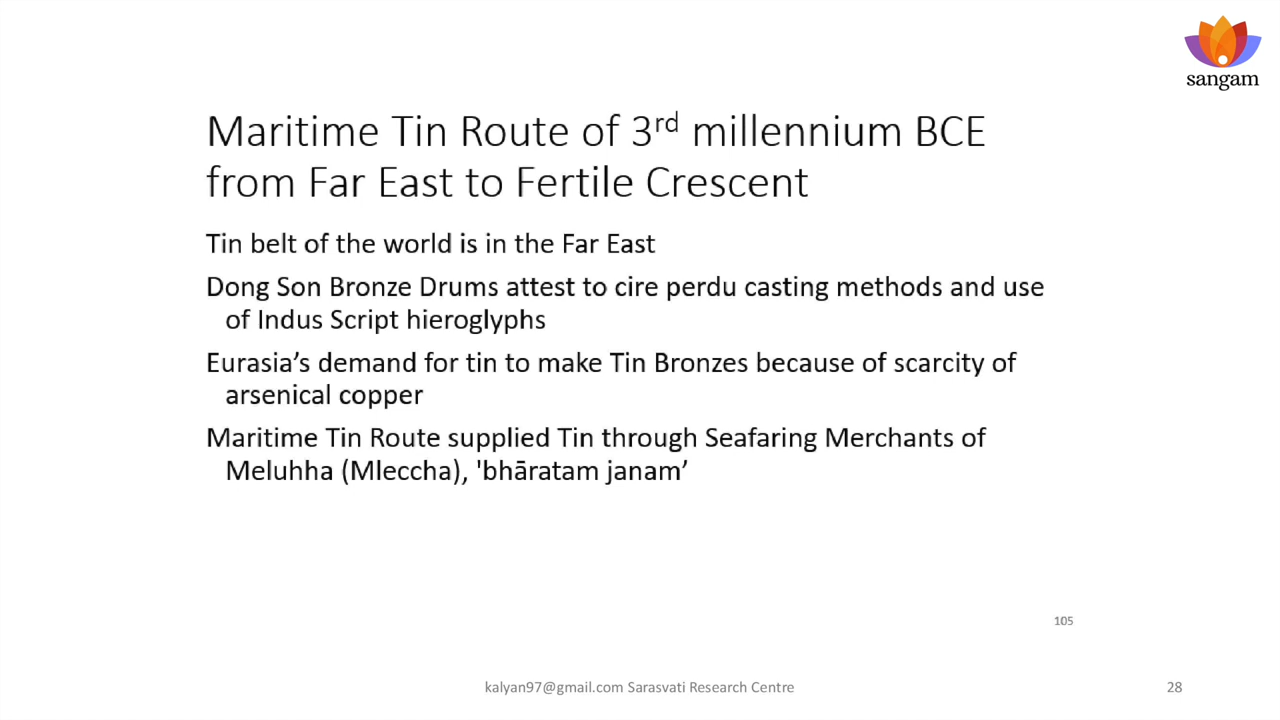 sangam
Maritime Tin Route of 3rd millennium BCE
from Far East to Fertile Crescent
Tin belt of the world is in the Far East
Dong Son Bronze Drums attest to cire perdu casting methods and use
of Indus Script hieroglyphs
Eurasia’s demand for tin to make Tin Bronzes because of scarcity of
arsenical copper
Maritime Tin Route supplied Tin through Seafaring Merchants of
Meluhha (Mleccha), 'bhāratam janam’
105
kalyan97@gmail.com Sarasvati Research Centre
28